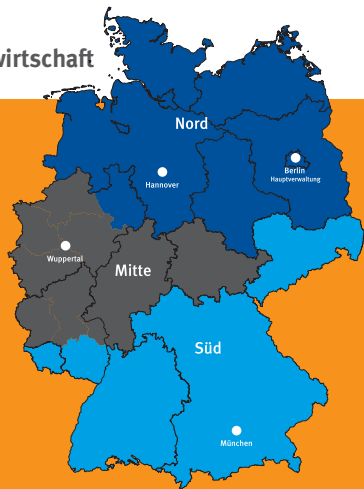 wirtschaft
Nord
Berlin
Hauptverwaltung
Hannover
Wuppertal
Mitte
Süd
München